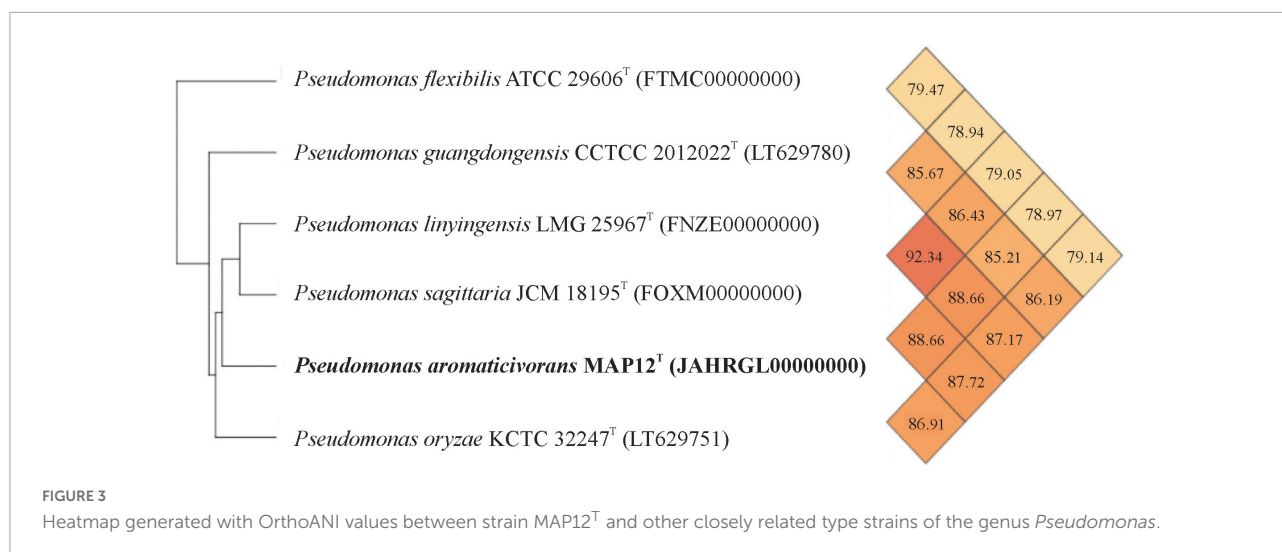 Pseudomonas flexibilis ATCC 29606ᵀ (FTMC00000000)
Pseudomonas guangdongensis CCTCC 2012022ᵀ (LT629780)
Pseudomonas linyingensis LMG 25967ᵀ (FNZE00000000)
Pseudomonas sagittaria JCM 18195ᵀ (FOXM00000000)
Pseudomonas aromaticivorans MAP12ᵀ (JAHRGL00000000)
Pseudomonas oryzae KCTC 32247ᵀ (LT629751)
79.47
78.94
85.67 79.05
86.43 78.97
92.34 85.21 79.14
88.66 86.19
88.66 87.17
87.72
86.91
FIGURE 3
Heatmap generated with OrthoANI values between strain MAP12ᵀ and other closely related type strains of the genus Pseudomonas.